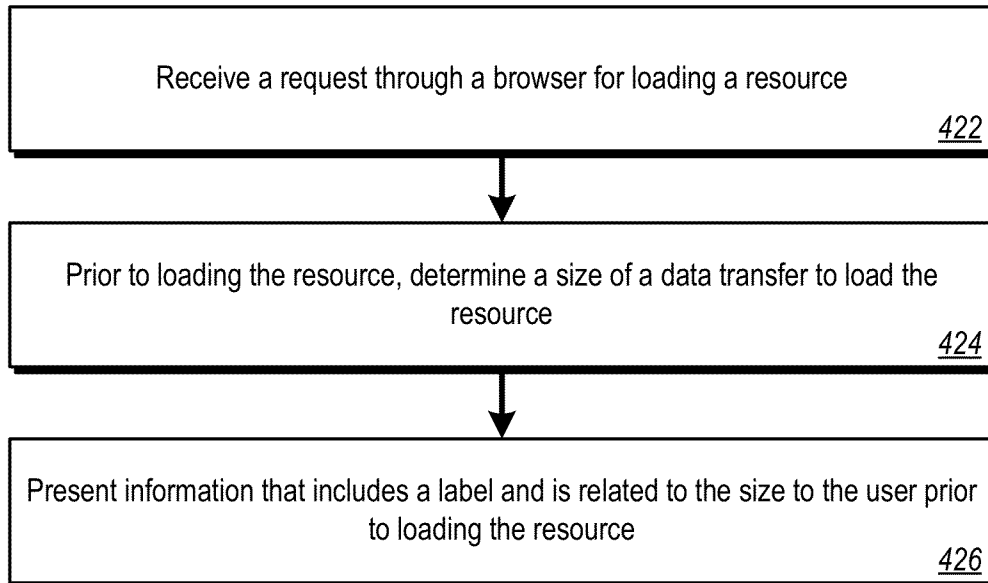 Receive a request through a browser for loading a resource
422
Prior to loading the resource, determine a size of a data transfer to load the
resource
424
Present information that includes a label and is related to the size to the user prior
to loading the resource
426